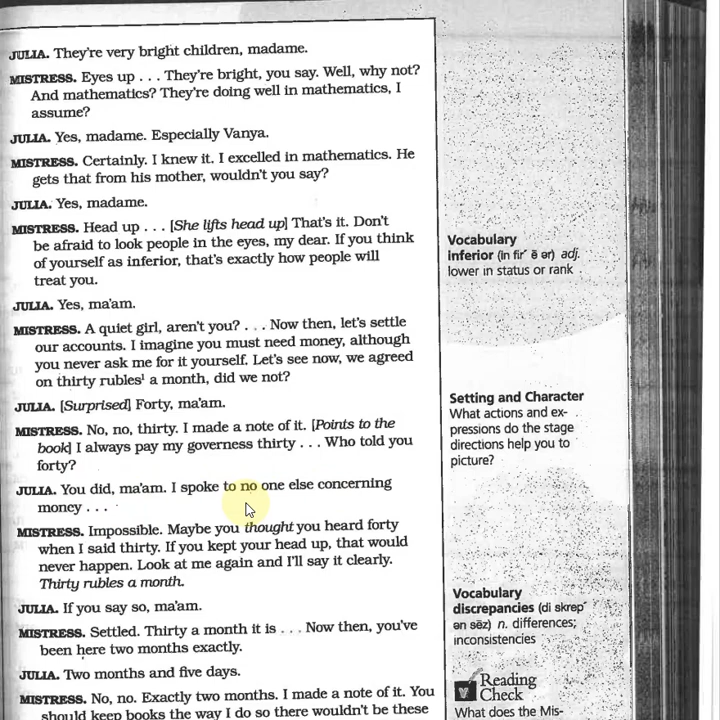 JULIA. They're very bright children, madame.
MISTRESS. Eyes up . . . They're bright, you say. Well, why not?
And mathematics? They're doing well in mathematics, I
assume?
JULIA. Yes, madame. Especially Vanya.
MISTRESS. Certainly. I knew it. I excelled in mathematics. He
gets that from his mother, wouldn't you say?
JULIA. Yes, madame.
MISTRESS. Head up . . . [She lifts head up] That's it. Don't
be afraid to look people in the eyes, my dear. If you think
of yourself as inferior, that's exactly how people will
treat you.
JULIA. Yes, ma'am.
MISTRESS. A quiet girl, aren't you? . . . Now then, let's settle
our accounts. I imagine you must need money, although
you never ask me for it yourself. Let's see now, we agreed
on thirty rubles¹ a month, did we not?
JULIA. [Surprised] Forty, ma'am.
MISTRESS. No, no, thirty. I made a note of it. [Points to the
book] I always pay my governess thirty . . . Who told you
forty?
JULIA. You did, ma'am. I spoke to no one else concerning
money . . .
MISTRESS. Impossible. Maybe you thought you heard forty
when I said thirty. If you kept your head up, that would
never happen. Look at me again and I'll say it clearly.
Thirty rubles a month.
JULIA. If you say so, ma'am.
MISTRESS. Settled. Thirty a month it is . . . Now then, you've
been here two months exactly.
JULIA. Two months and five days.
MISTRESS. No, no. Exactly two months. I made a note of it. You
should keep books the way I do so there wouldn't be these
Vocabulary
inferior (in fir´ ē ər) adj.
lower in status or rank
Setting and Character
What actions and ex-
pressions do the stage
directions help you to
picture?
Vocabulary
discrepancies (di skrep´
ən sēz) n. differences;
inconsistencies
Reading
Check
What does the Mis-